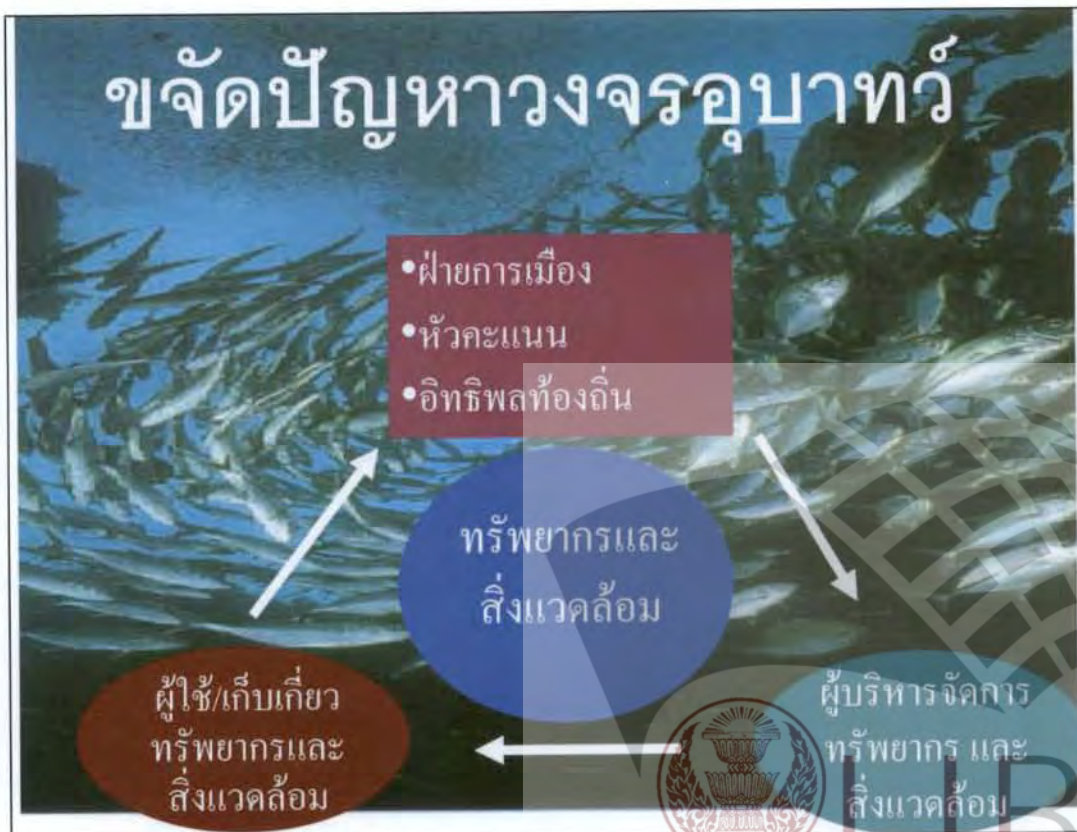 ขจัดปัญหาวงจรอุบาทว์
•ฝ่ายการเมือง
•หัวคะแนน
•อิทธิพลท้องถิ่น
ทรัพยากรและ
สิ่งแวดล้อม
ผู้ใช้/เก็บเกี่ยว
ทรัพยากรและ
สิ่งแวดล้อม
ผู้บริหารจัดการ
ทรัพยากร และ
สิ่งแวดล้อม